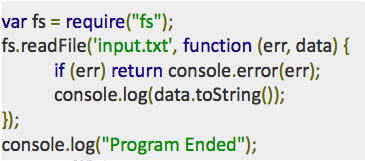 var fs = require("fs");
fs.readFile('input.txt', function (err, data) {
if (err) return console.error(err);
console.log(data.toString());
});
console.log("Program Ended");